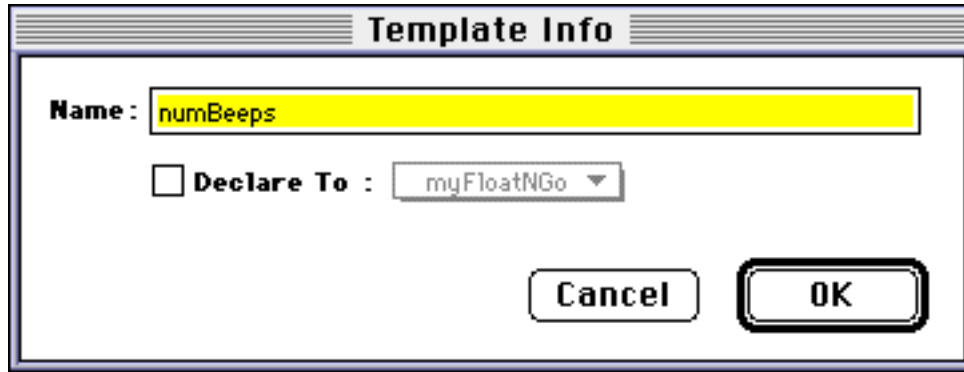 Template Info
Name: numBeeps
Declare To : myFloatNGo
Cancel OK